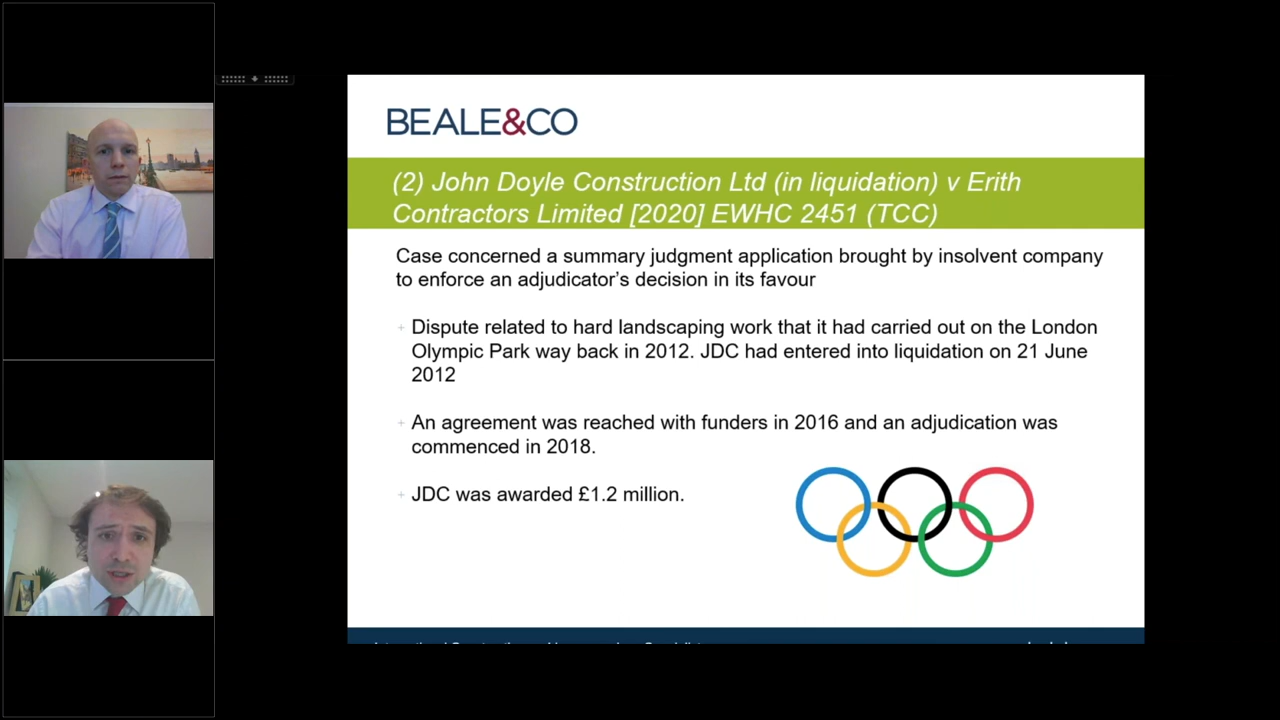 BEALE&CO
(2) John Doyle Construction Ltd (in liquidation) v Erith
Contractors Limited [2020] EWHC 2451 (TCC)
Case concerned a summary judgment application brought by insolvent company
to enforce an adjudicator's decision in its favour
Dispute related to hard landscaping work that it had carried out on the London
Olympic Park way back in 2012. JDC had entered into liquidation on 21 June
2012
An agreement was reached with funders in 2016 and an adjudication was
commenced in 2018.
JDC was awarded £1.2 million.